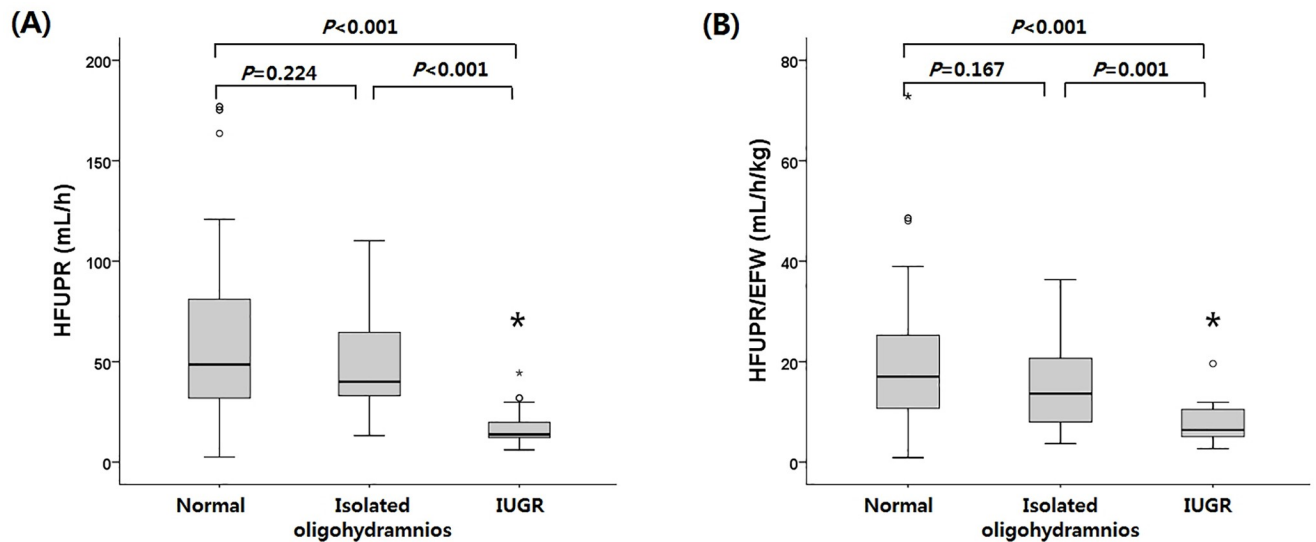 (A)
P<0.001
P=0.224
P<0.001
200
150
100
50
0
HFUPR (mL/h)
*
*
Normal
Isolated
oligohydramnios
IUGR
(B)
P<0.001
P=0.167
P=0.001
80
60
40
20
0
HFUPR/EFW (mL/h/kg)
*
*
Normal
Isolated
oligohydramnios
IUGR